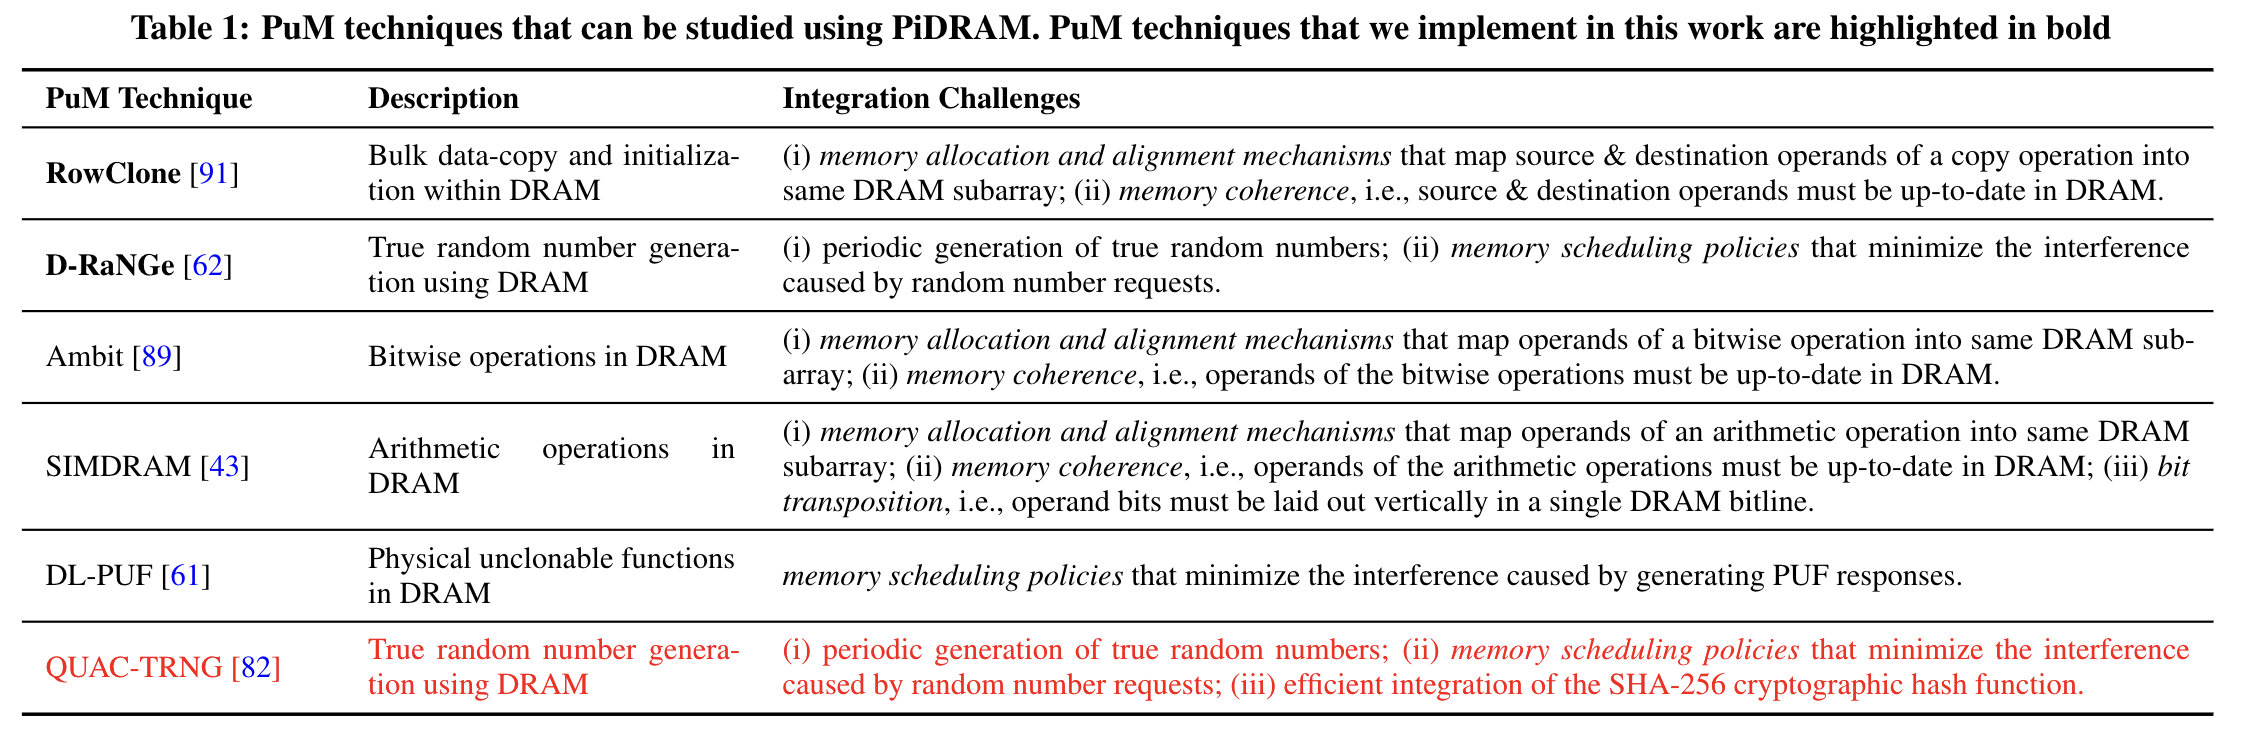 Table 1: PuM techniques that can be studied using PiDRAM. PuM techniques that we implement in this work are highlighted in bold
PuM Technique Description Integration Challenges
RowClone [91]
Bulk data-copy and initializa-
tion within DRAM
(i) memory allocation and alignment mechanisms that map source & destination operands of a copy operation into
same DRAM subarray; (ii) memory coherence, i.e., source & destination operands must be up-to-date in DRAM.
D-RaNGe [62]
True random number genera-
tion using DRAM
(i) periodic generation of true random numbers; (ii) memory scheduling policies that minimize the interference
caused by random number requests.
Ambit [89]
Bitwise operations in DRAM
(i) memory allocation and alignment mechanisms that map operands of a bitwise operation into same DRAM sub-
array; (ii) memory coherence, i.e., operands of the bitwise operations must be up-to-date in DRAM.
SIMDRAM [43]
Arithmetic operations in
DRAM
(i) memory allocation and alignment mechanisms that map operands of an arithmetic operation into same DRAM
subarray; (ii) memory coherence, i.e., operands of the arithmetic operations must be up-to-date in DRAM; (iii) bit
transposition, i.e., operand bits must be laid out vertically in a single DRAM bitline.
DL-PUF [61]
Physical unclonable functions
in DRAM
memory scheduling policies that minimize the interference caused by generating PUF responses.
QUAC-TRNG [82]
True random number genera-
tion using DRAM
(i) periodic generation of true random numbers; (ii) memory scheduling policies that minimize the interference
caused by random number requests; (iii) efficient integration of the SHA-256 cryptographic hash function.